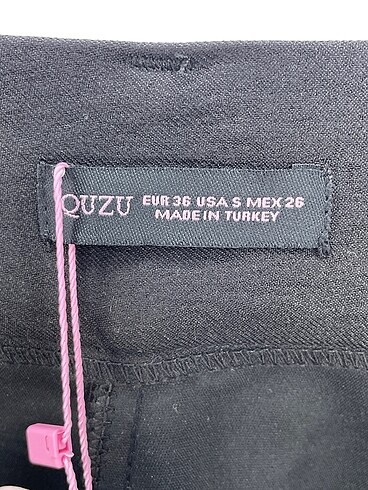 QUZU
EUR 36 USA S MEX 26
MADE IN TURKEY